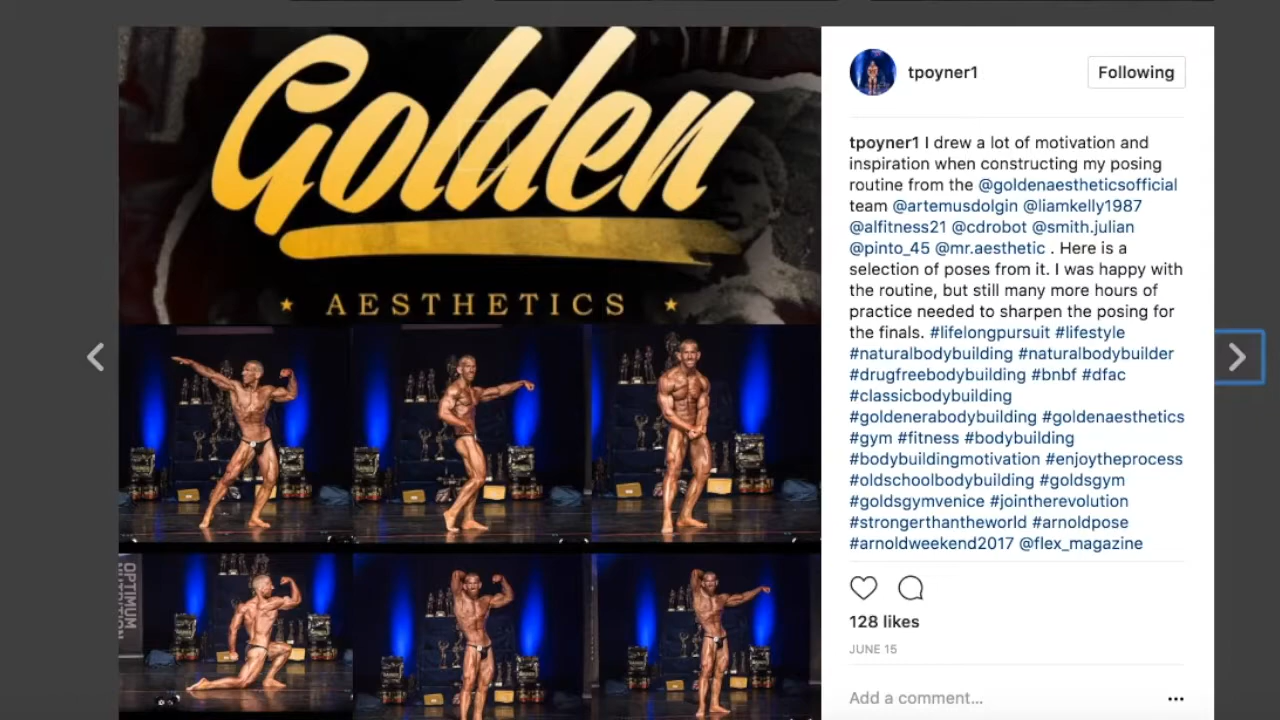 Golden
★ AESTHETICS ★
OPTIMUM
tpoyner1
Following
tpoyner1 I drew a lot of motivation and
inspiration when constructing my posing
routine from the @goldenaestheticsofficial
team @artemusdolgin @liamkelly1987
@alfitness21 @cdrobot @smith.julian
@pinto_45 @mr.aesthetic . Here is a
selection of poses from it. I was happy with
the routine, but still many more hours of
practice needed to sharpen the posing for
the finals. #lifelongpursuit #lifestyle
#naturalbodybuilding #naturalbodybuilder
#drugfreebodybuilding #bnbf #dfac
#classicbodybuilding
#goldenerabodybuilding #goldenaesthetics
#gym #fitness #bodybuilding
#bodybuildingmotivation #enjoytheprocess
#oldschoolbodybuilding #goldsgym
#goldsgymvenice #jointherevolution
#strongerthantheworld #arnoldpose
#arnoldweekend2017 @flex_magazine
128 likes
JUNE 15
Add a comment...